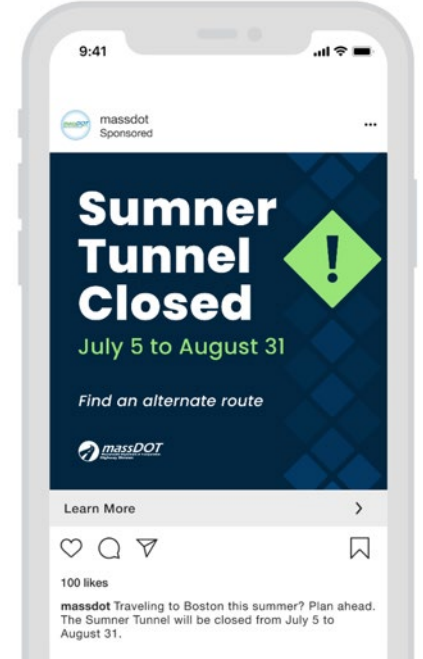 9:41
massdot
Sponsored
Sumner
Tunnel
Closed
July 5 to August 31
Find an alternate route
massDOT
Learn More
100 likes
massdot Traveling to Boston this summer? Plan ahead.
The Sumner Tunnel will be closed from July 5 to
August 31.